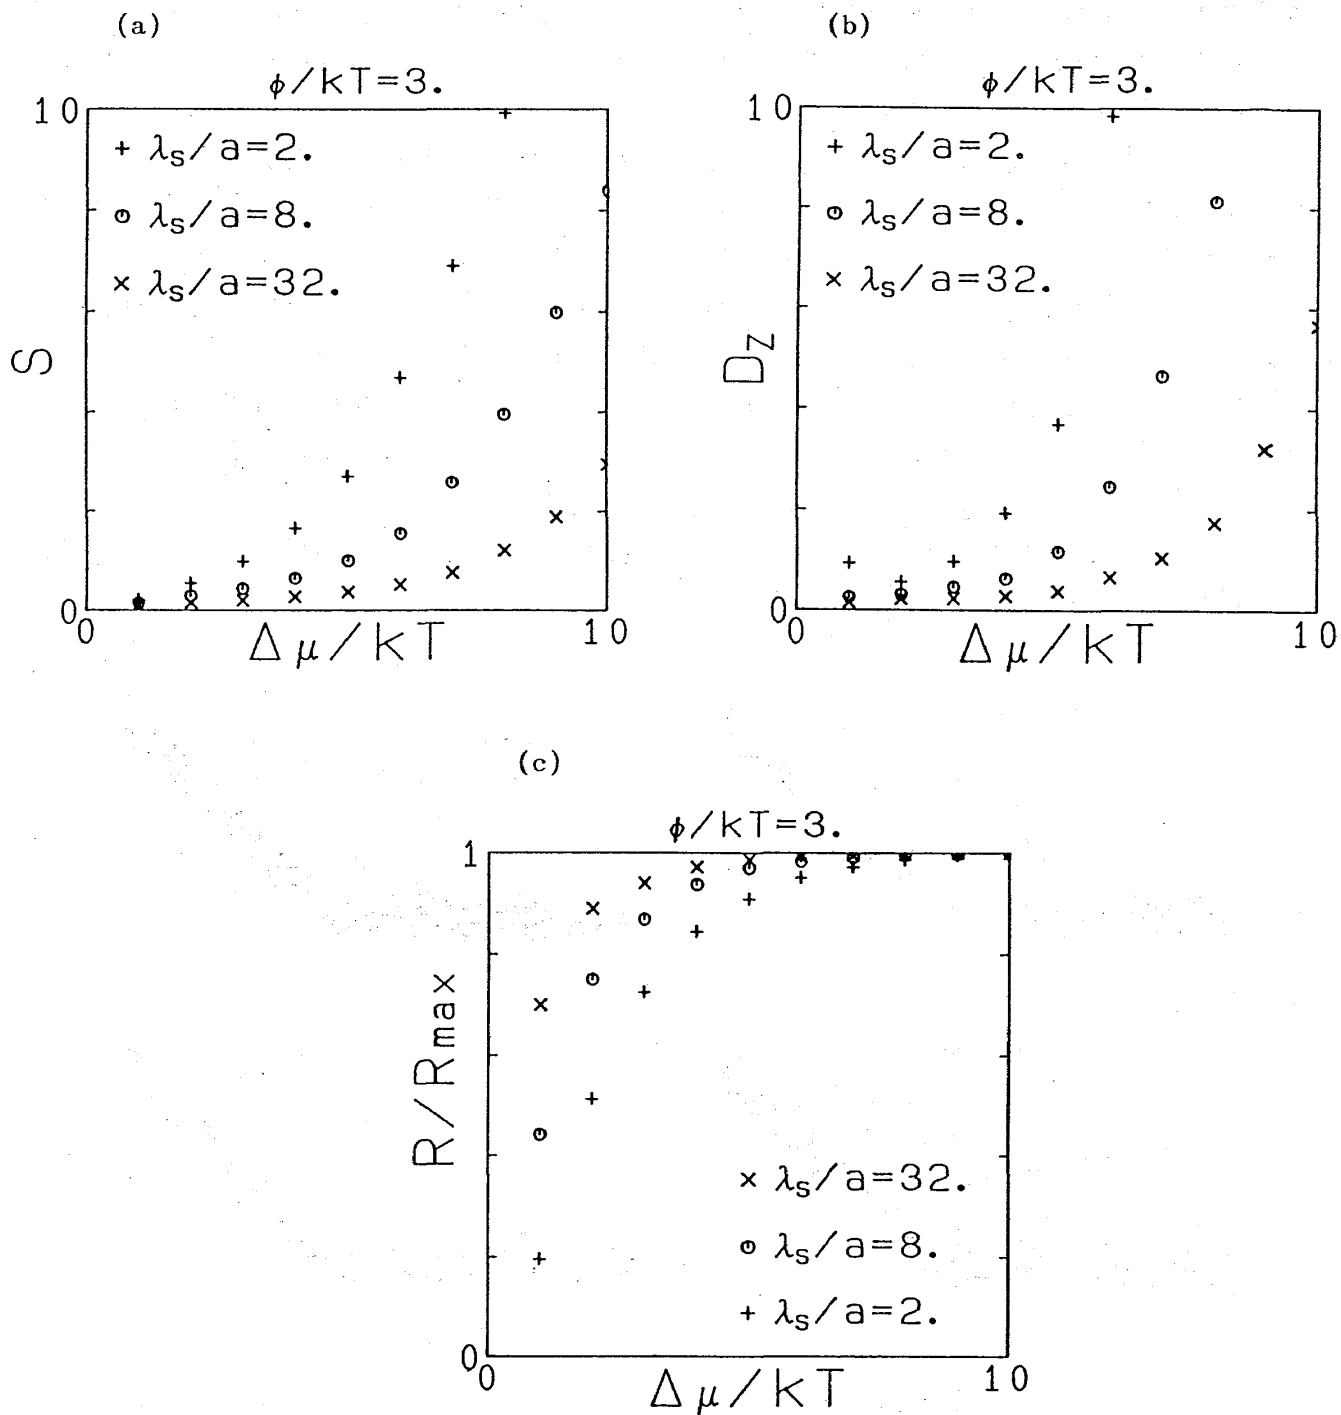 (a)
ϕ/kT=3.
10
+ λs/a=2.
o λs/a=8.
× λs/a=32.
S
0
0
10
Δμ/kT
(b)
ϕ/kT=3.
10
+ λs/a=2.
o λs/a=8.
× λs/a=32.
Dz
0
0
10
Δμ/kT
(c)
ϕ/kT=3.
1
R/Rmax
× λs/a=32.
o λs/a=8.
+ λs/a=2.
0
0
10
Δμ/kT